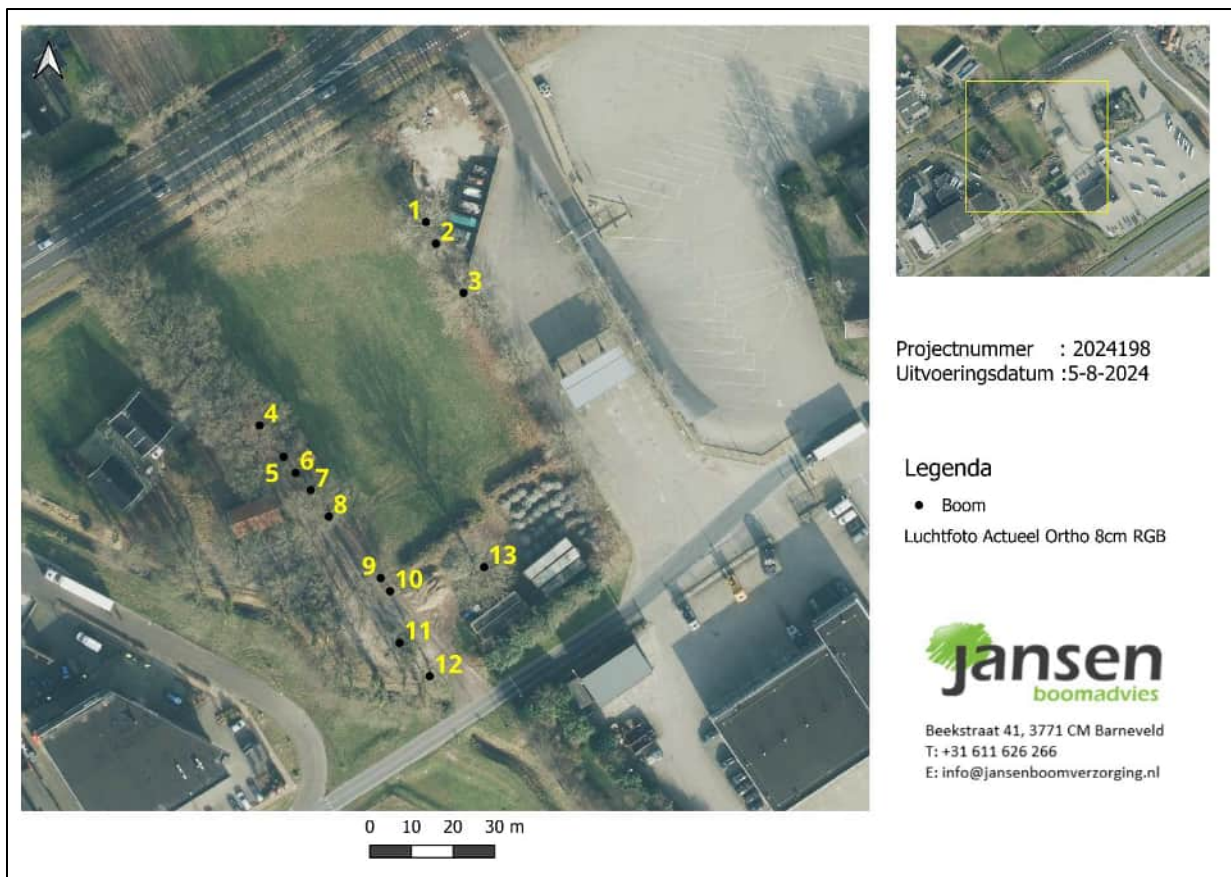 1
2
3
4
5
6
7
8
9
10
11
12
13
0 10 20 30 m
Projectnummer : 2024198
Uitvoeringsdatum :5-8-2024
Legenda
Boom
Luchtfoto Actueel Ortho 8cm RGB
jansen
boomadvies
Beekstraat 41, 3771 CM Barneveld
T: +31 611 626 266
E: info@jansenboomverzorging.nl